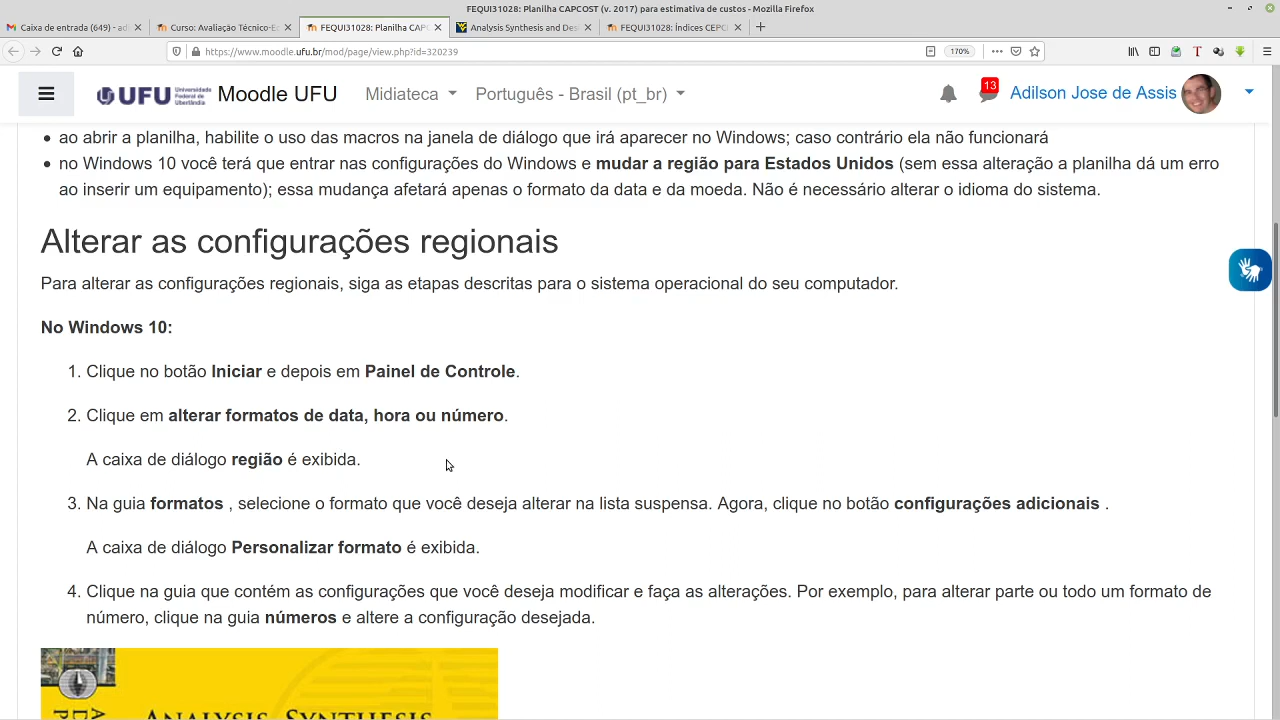 FEQUI31028: Planilha CAPCOST (v. 2017) para estimativa de custos - Mozilla Firefox
Caixa de entrada (649) - adi
Curso: Avaliação Técnico-E
FEQUI31028: Planilha CAP
Analysis Synthesis and Des
FEQUI31028: Índices CEPC
https://www.moodle.ufu.br/mod/page/view.php?id=320239
170%
UFU Universidade Federal de Uberlândia
Moodle UFU
Midiateca
Português - Brasil (pt_br)
13
Adilson Jose de Assis
ao abrir a planilha, habilite o uso das macros na janela de diálogo que irá aparecer no Windows; caso contrário ela não funcionará
no Windows 10 você terá que entrar nas configurações do Windows e mudar a região para Estados Unidos (sem essa alteração a planilha dá um erro
ao inserir um equipamento); essa mudança afetará apenas o formato da data e da moeda. Não é necessário alterar o idioma do sistema.
Alterar as configurações regionais
Para alterar as configurações regionais, siga as etapas descritas para o sistema operacional do seu computador.
No Windows 10:
1. Clique no botão Iniciar e depois em Painel de Controle.
2. Clique em alterar formatos de data, hora ou número.
A caixa de diálogo região é exibida.
3. Na guia formatos , selecione o formato que você deseja alterar na lista suspensa. Agora, clique no botão configurações adicionais .
A caixa de diálogo Personalizar formato é exibida.
4. Clique na guia que contém as configurações que você deseja modificar e faça as alterações. Por exemplo, para alterar parte ou todo um formato de
número, clique na guia números e altere a configuração desejada.
ANALYSIS SYNTHESIS